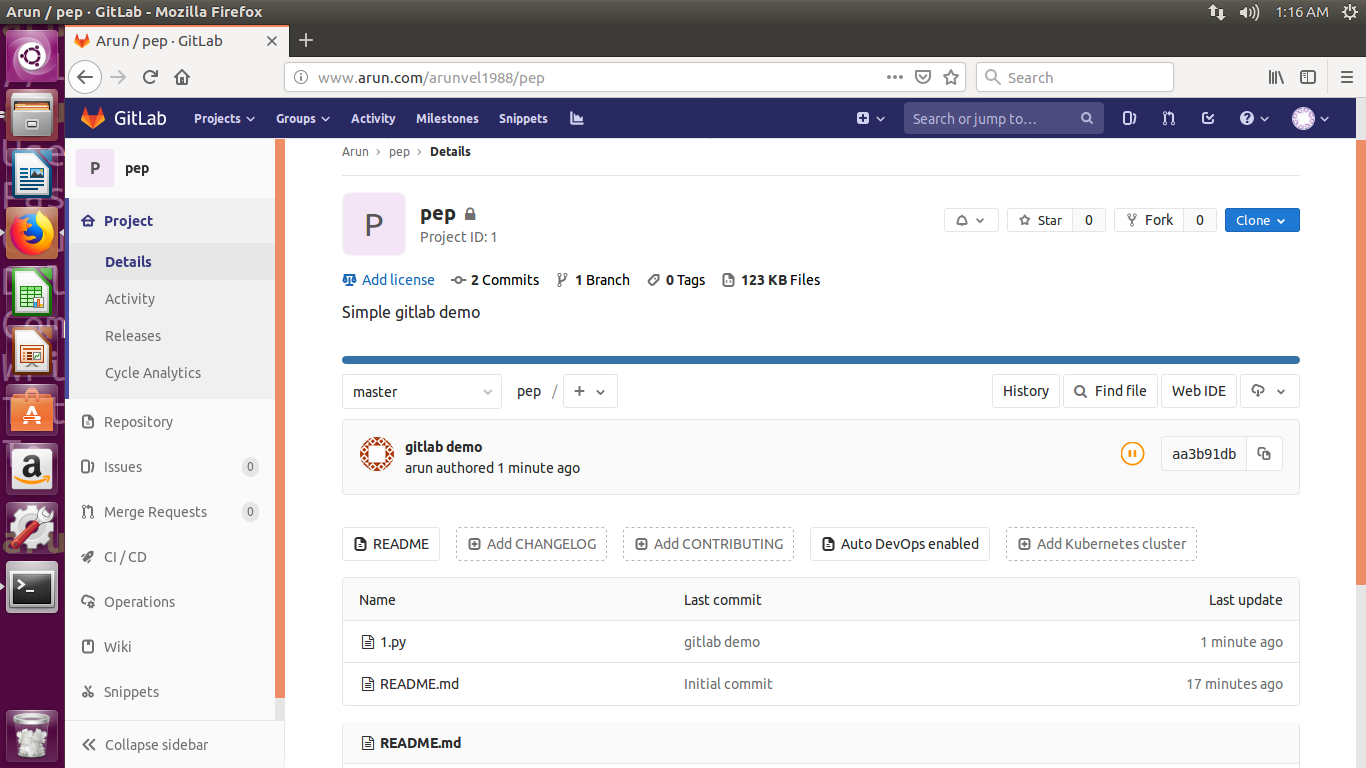 Arun / pep · GitLab - Mozilla Firefox
1:16 AM
Arun / pep · GitLab
www.arun.com/arunvel1988/pep
Search
GitLab
Projects
Groups
Activity
Milestones
Snippets
Search or jump to...
P
pep
Project
Details
Activity
Releases
Cycle Analytics
Repository
Issues 0
Merge Requests 0
CI / CD
Operations
Wiki
Snippets
Collapse sidebar
Arun › pep › Details
P
pep
Project ID: 1
Star 0
Fork 0
Clone
Add license
2 Commits
1 Branch
0 Tags
123 KB Files
Simple gitlab demo
master
pep /
+
History
Find file
Web IDE
gitlab demo
arun authored 1 minute ago
aa3b91db
README
Add CHANGELOG
Add CONTRIBUTING
Auto DevOps enabled
Add Kubernetes cluster
Name Last commit Last update
1.py gitlab demo 1 minute ago
README.md Initial commit 17 minutes ago
README.md